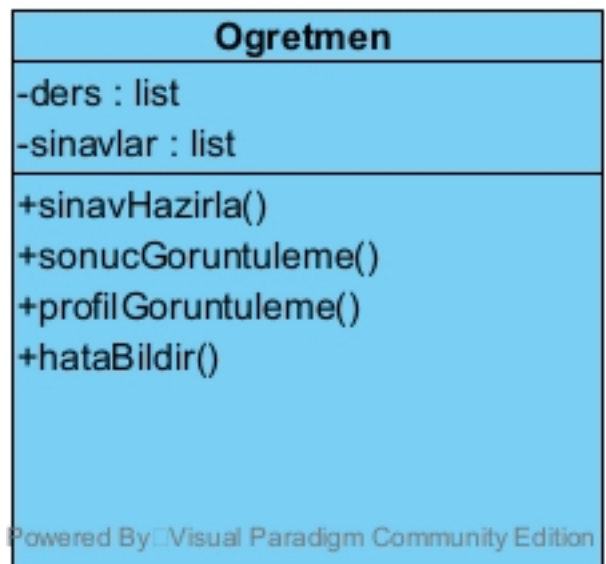 Ogretmen
-ders : list
-sinavlar : list
+sinavHazirla()
+sonucGoruntuleme()
+profilGoruntuleme()
+hataBildir()
Powered By Visual Paradigm Community Edition